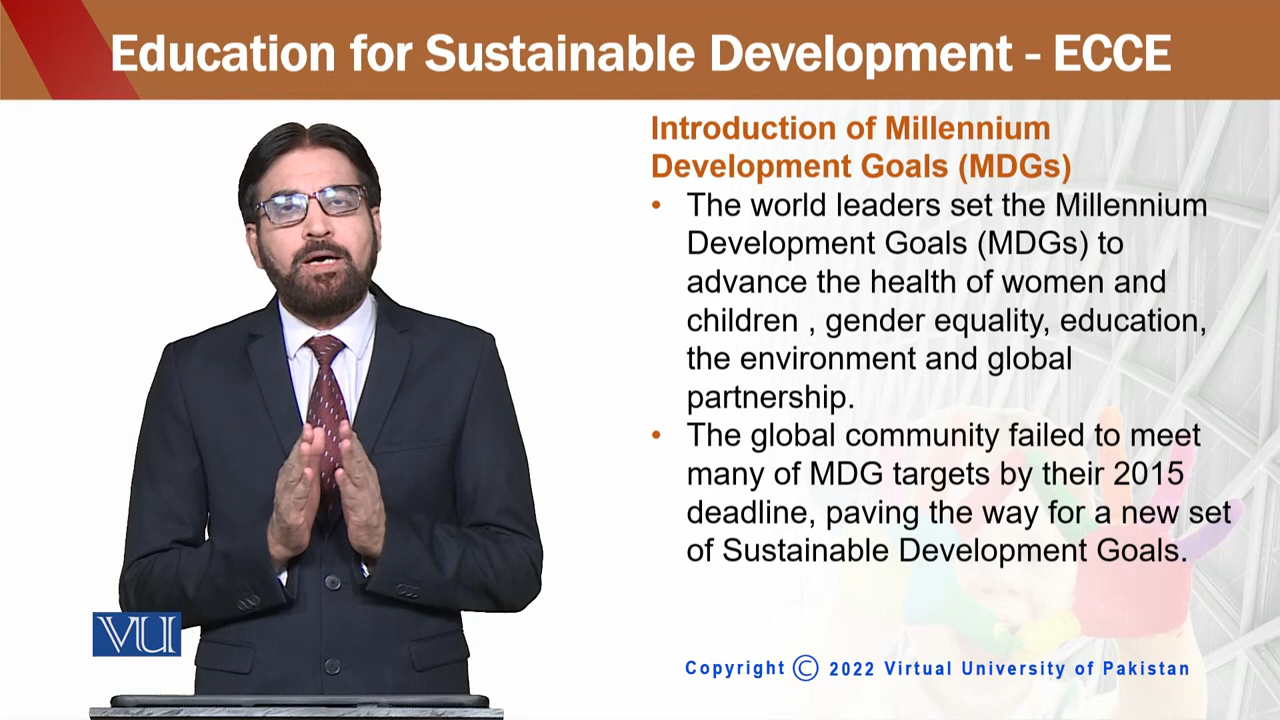 Education for Sustainable Development - ECCE
Introduction of Millennium
Development Goals (MDGs)
• The world leaders set the Millennium
Development Goals (MDGs) to
advance the health of women and
children , gender equality, education,
the environment and global
partnership.
• The global community failed to meet
many of MDG targets by their 2015
deadline, paving the way for a new set
of Sustainable Development Goals.
VU
Copyright © 2022 Virtual University of Pakistan